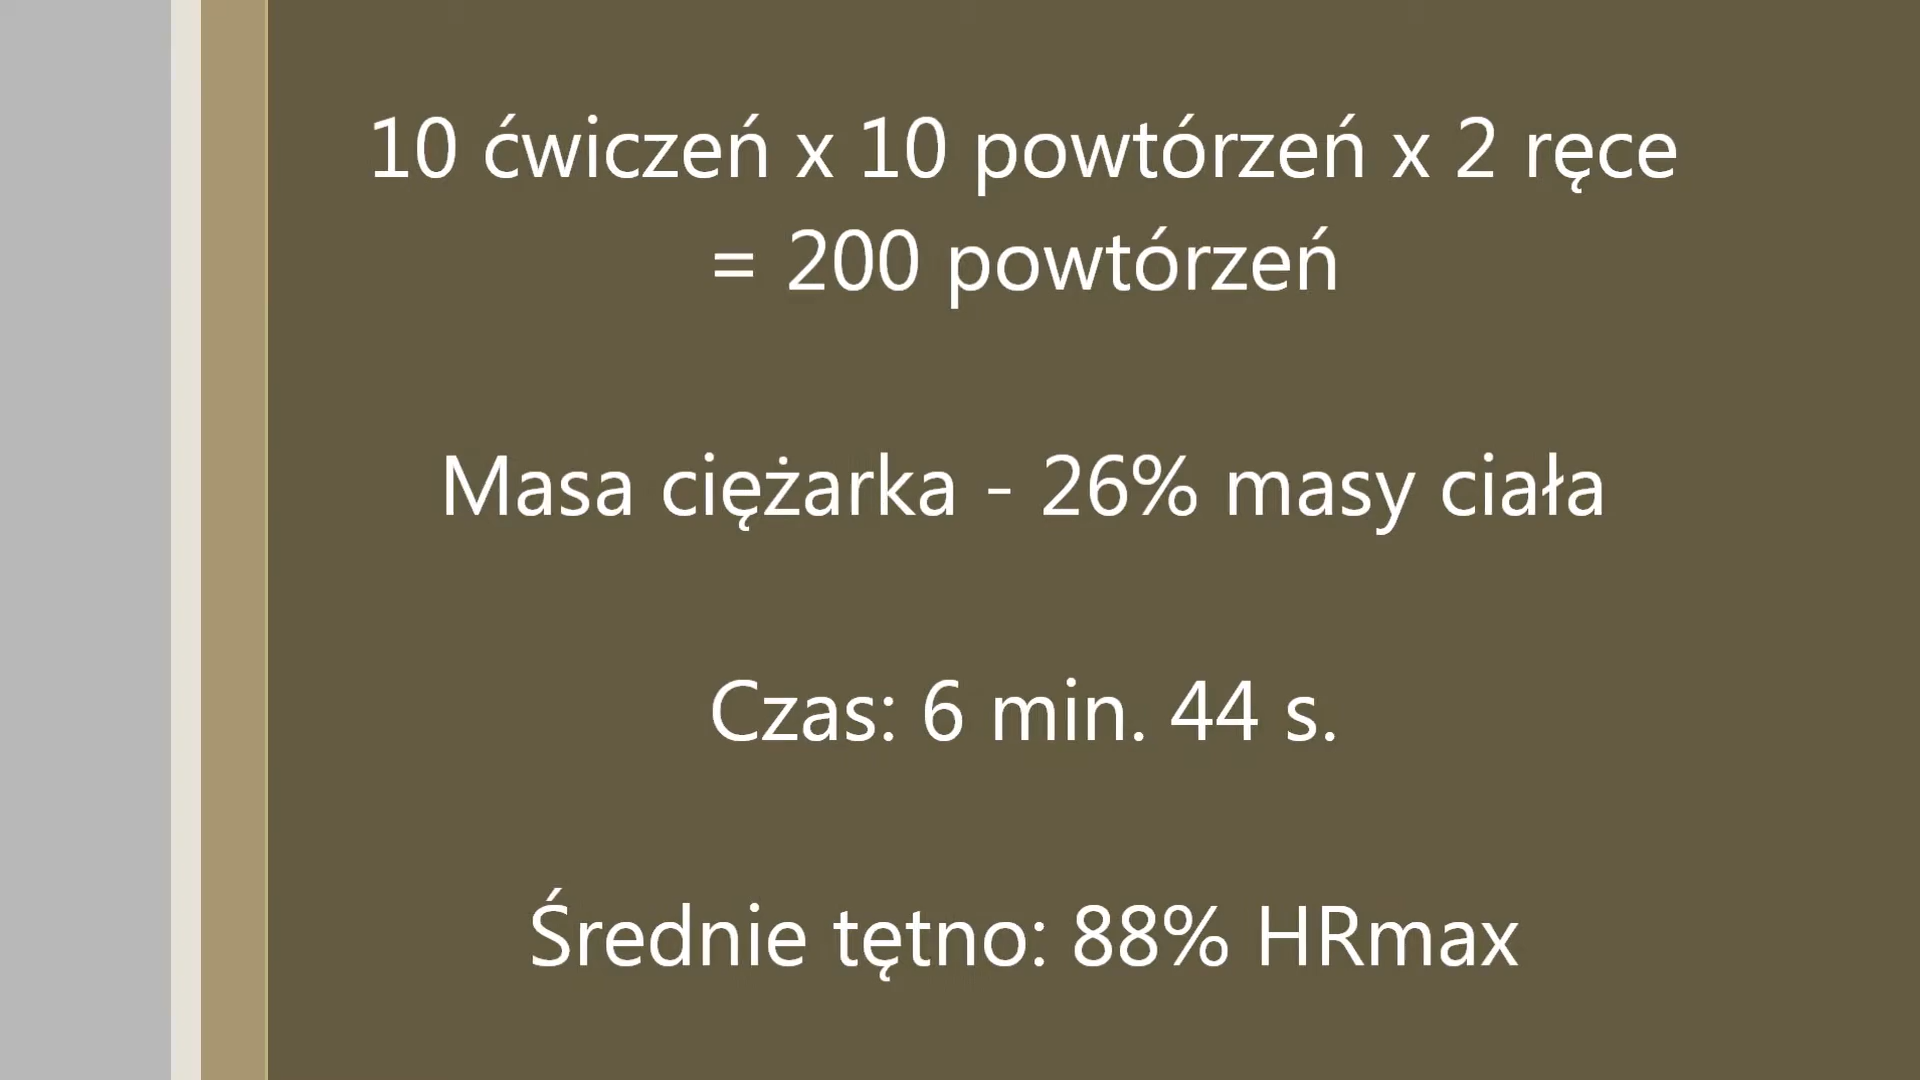 10 ćwiczeń x 10 powtórzeń x 2 ręce
= 200 powtórzeń
Masa ciężarka - 26% masy ciała
Czas: 6 min. 44 s.
Średnie tętno: 88% HRmax